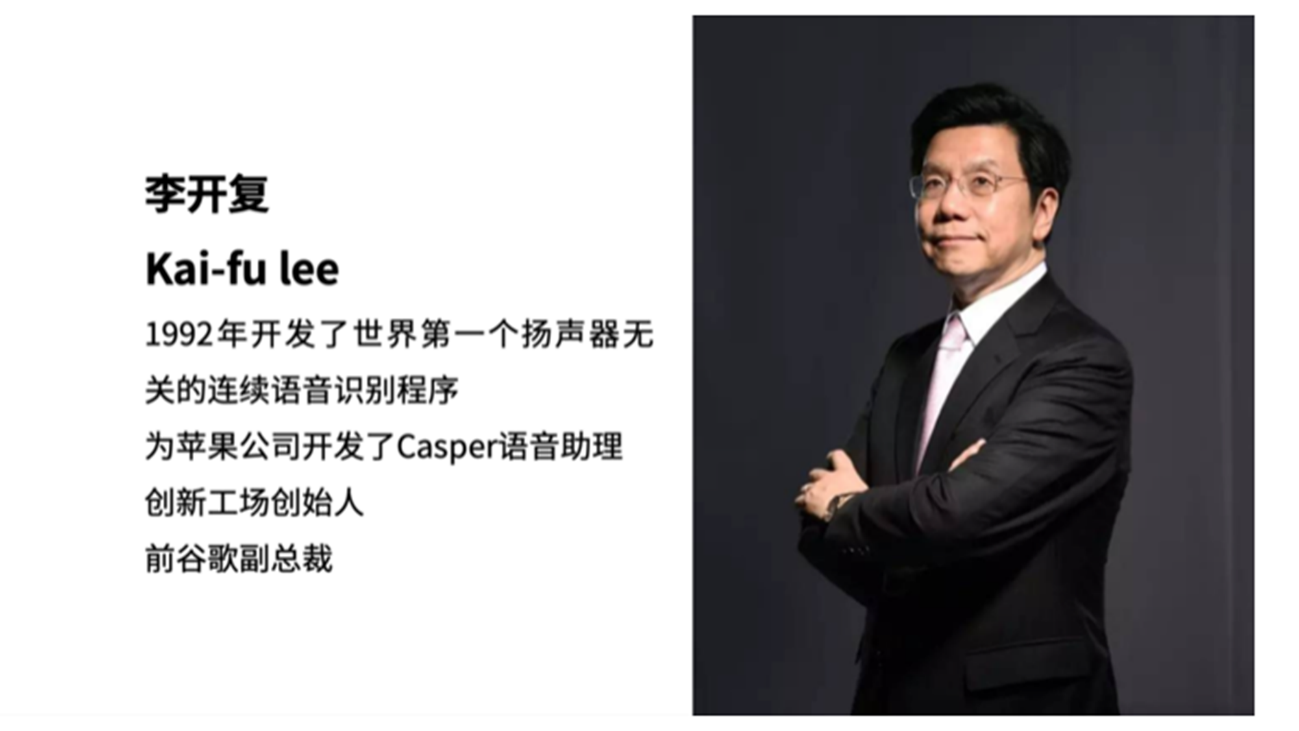 李开复
Kai-fu lee
1992年开发了世界第一个扬声器无
关的连续语音识别程序
为苹果公司开发了Casper语音助理
创新工场创始人
前谷歌副总裁